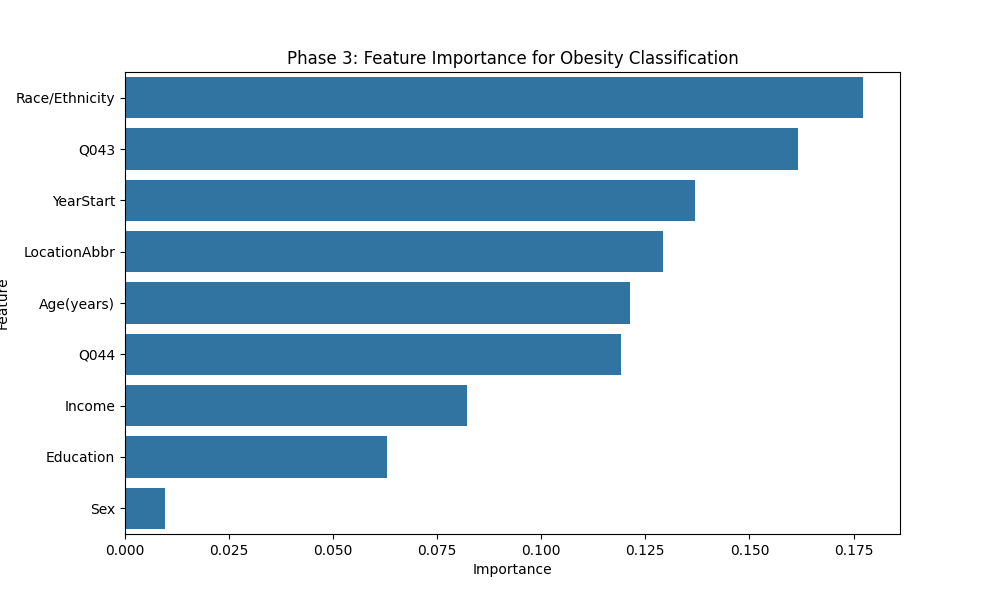 Phase 3: Feature Importance for Obesity Classification
Feature
Race/Ethnicity
Q043
YearStart
LocationAbbr
Age(years)
Q044
Income
Education
Sex
0.000 0.025 0.050 0.075 0.100 0.125 0.150 0.175
Importance